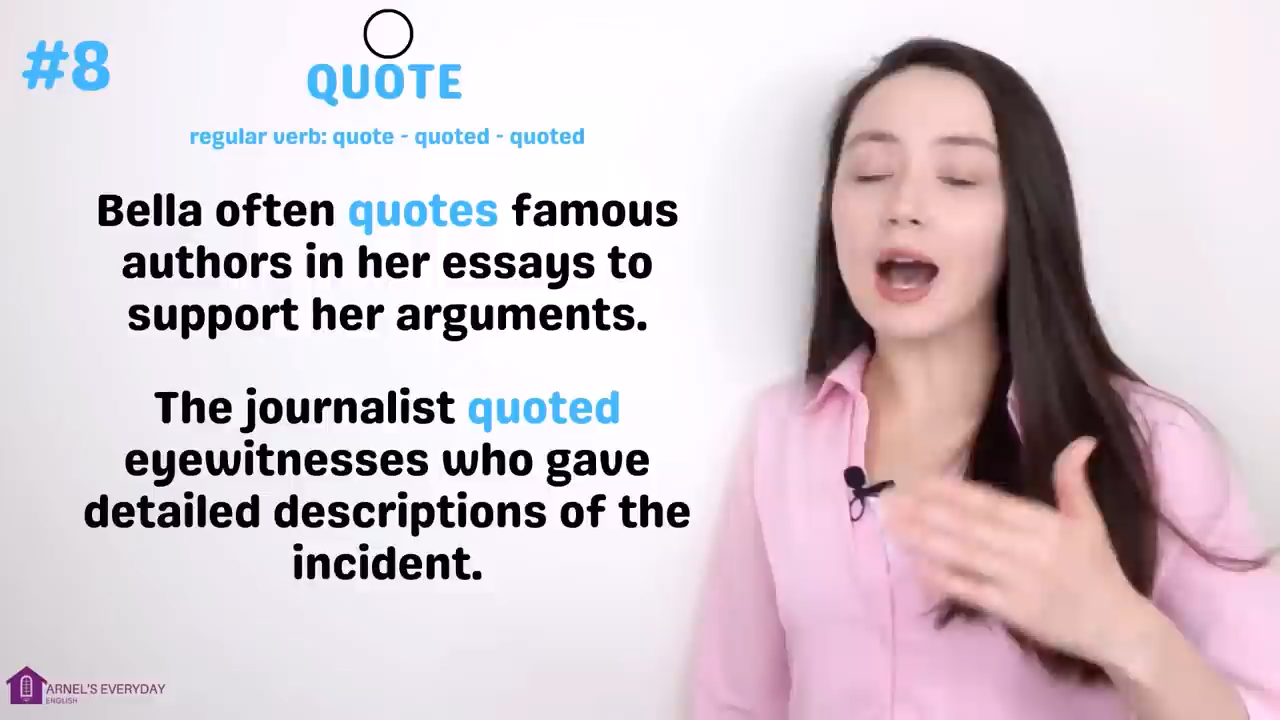 #8
QUOTE
regular verb: quote - quoted - quoted
Bella often quotes famous
authors in her essays to
support her arguments.
The journalist quoted
eyewitnesses who gave
detailed descriptions of the
incident.
ARNEL'S EVERYDAY
ENGLISH